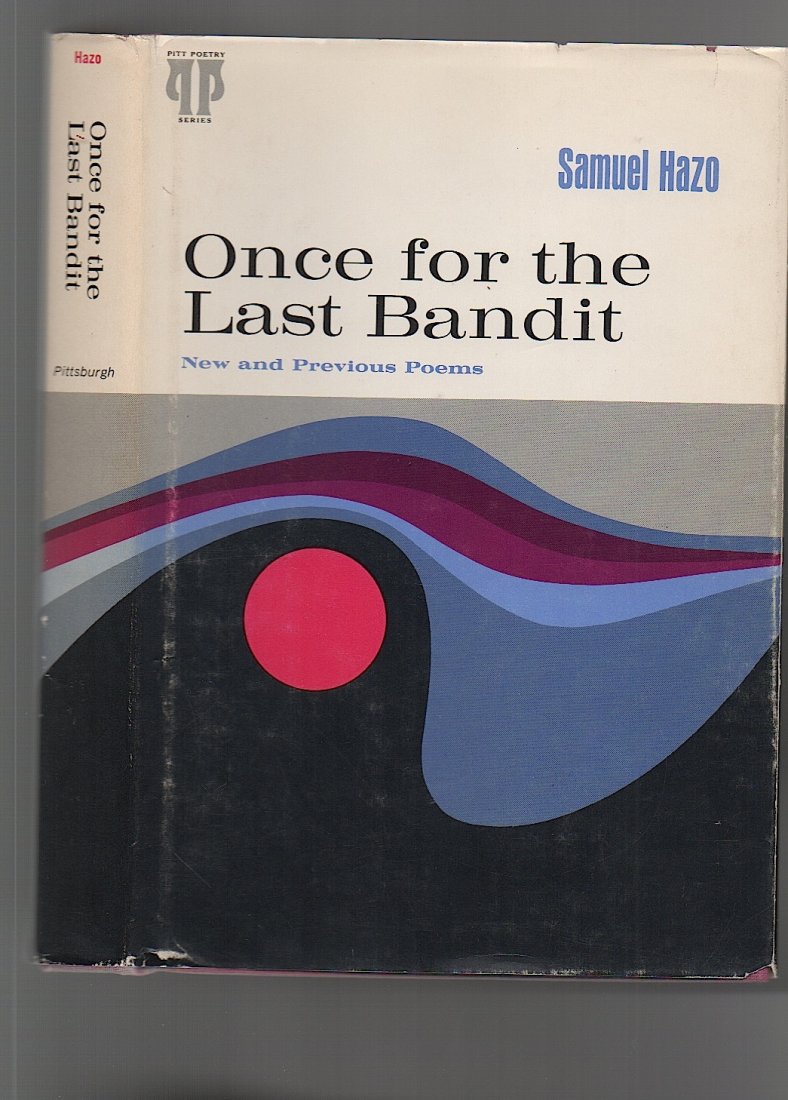 Hazo
Once for the
Last Bandit
Pittsburgh
PITT POETRY
PP
SERIES
Samuel Hazo
Once for the
Last Bandit
New and Previous Poems